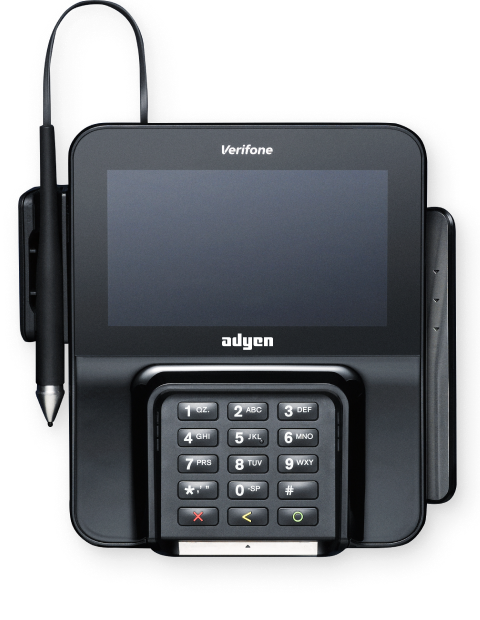 Verifone
adyen
1 QZ. 2 ABC 3 DEF
4 GHI 5 JKL 6 MNO
7 PRS 8 TUV 9 WXY
*,'" 0 -SP #